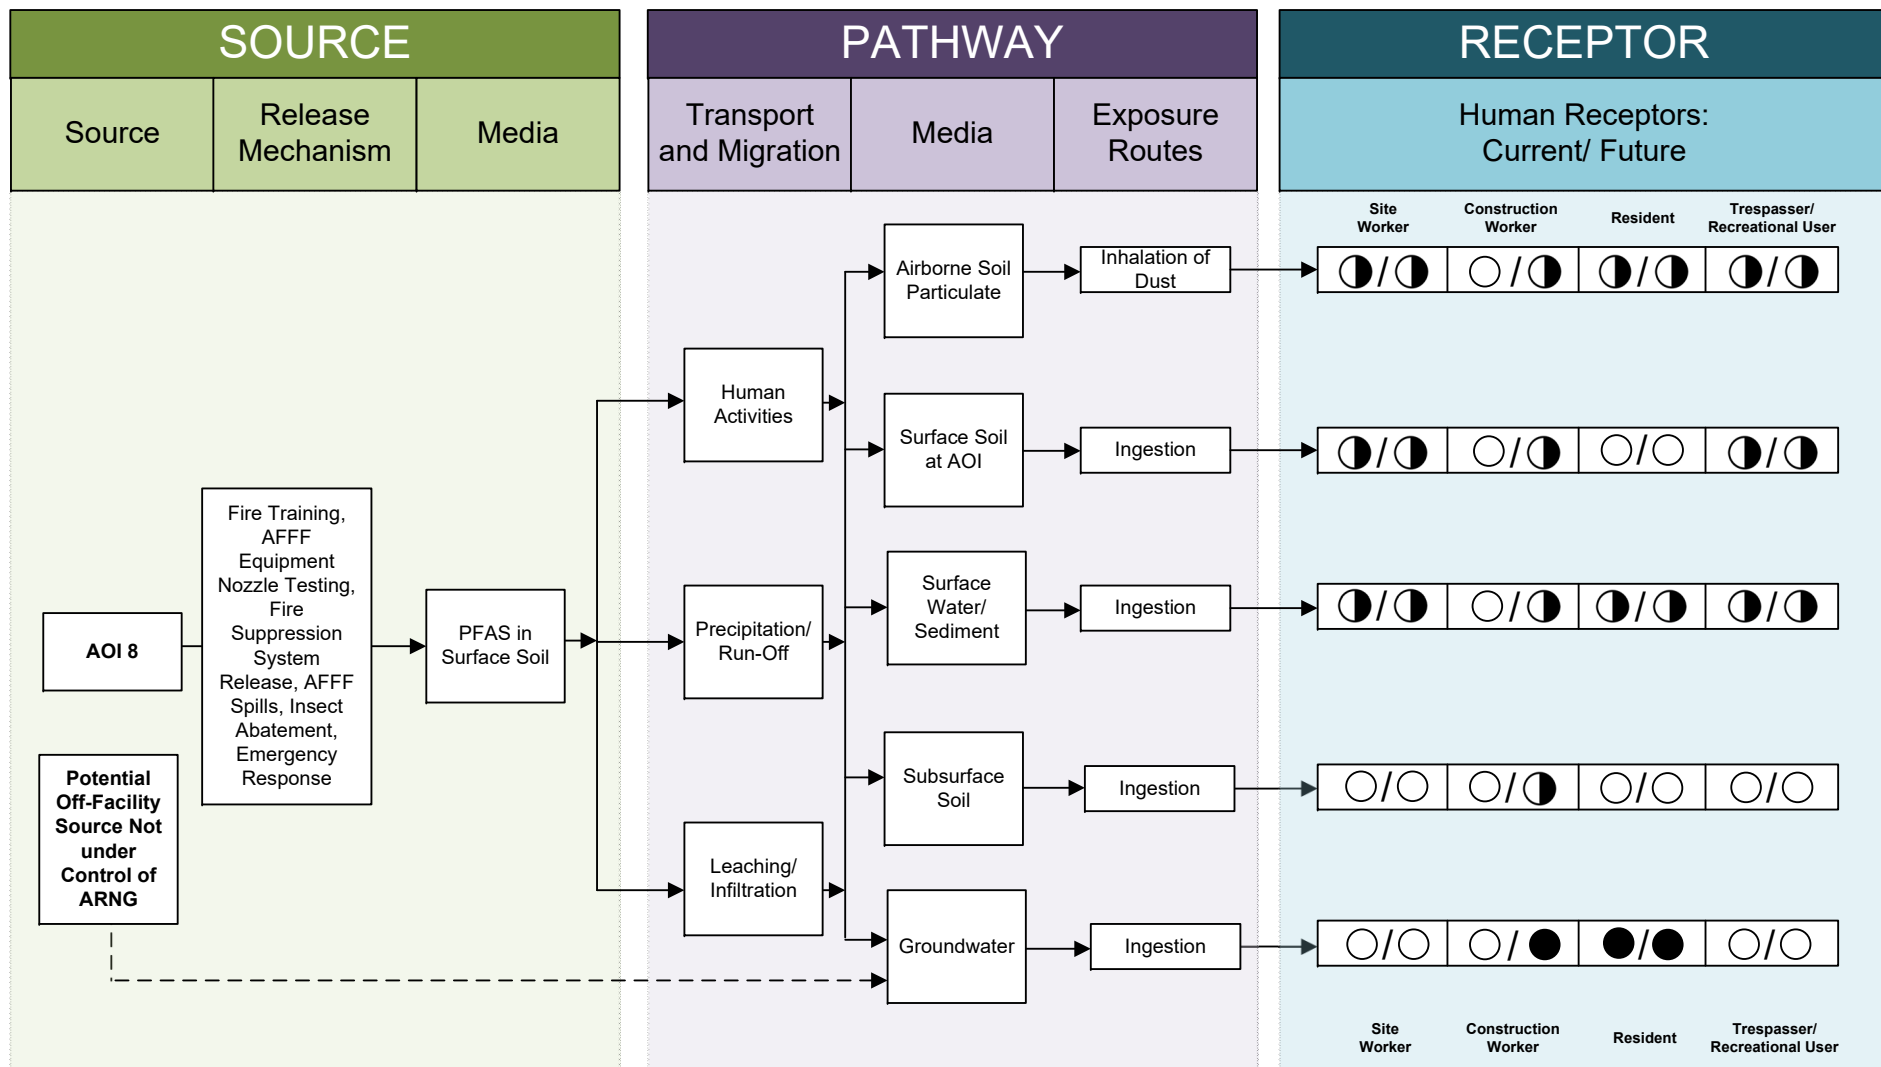 SOURCE
PATHWAY
RECEPTOR
Source
Release
Mechanism
Media
Transport
and Migration
Media
Exposure
Routes
Human Receptors:
Current/ Future
Site
Worker
Construction
Worker
Resident
Trespasser/
Recreational User
Airborne Soil
Particulate
Inhalation of
Dust
/
/
/
/
Human
Activities
Surface Soil
at AOI
Ingestion
/
/
/
/
Fire Training,
AFFF
Equipment
Nozzle Testing,
Fire
Suppression
System
Release, AFFF
Spills, Insect
Abatement,
Emergency
Response
AOI 8
PFAS in
Surface Soil
Precipitation/
Run-Off
Surface
Water/
Sediment
Ingestion
/
/
/
/
Potential
Off-Facility
Source Not
under
Control of
ARNG
Subsurface
Soil
Ingestion
/
/
/
/
Leaching/
Infiltration
Groundwater
Ingestion
/
/
/
/
Site
Worker
Construction
Worker
Resident
Trespasser/
Recreational User